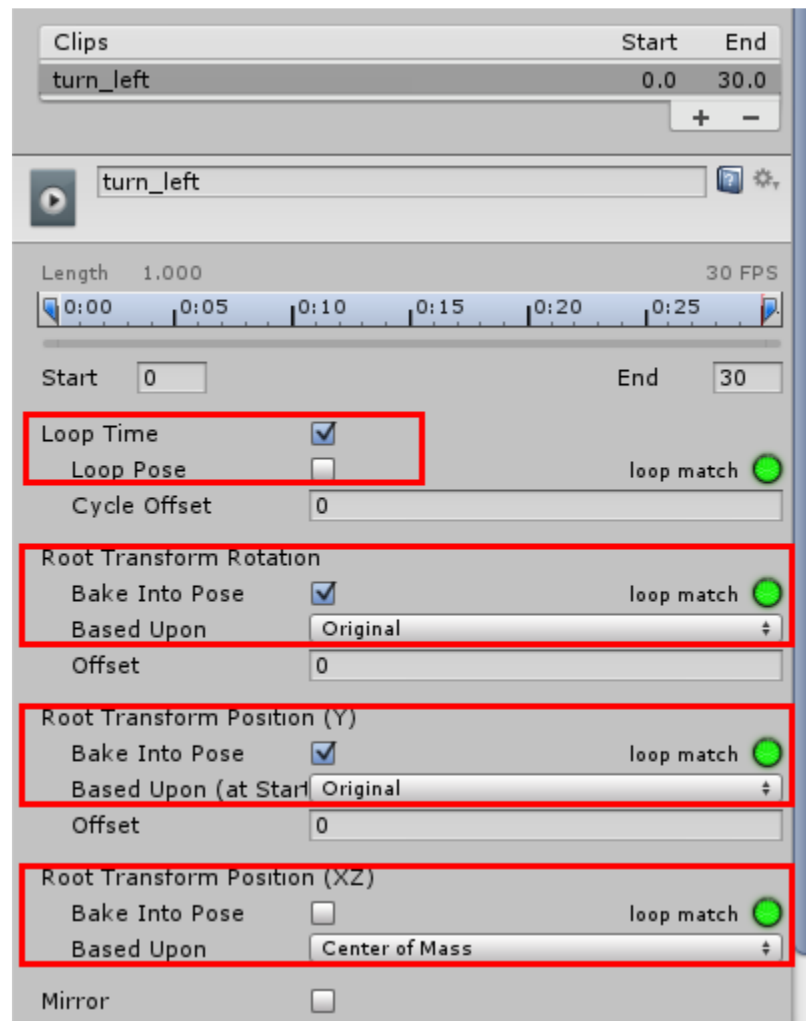 Clips Start End
turn_left 0.0 30.0
+ −
turn_left
Length 1.000 30 FPS
0:00 0:05 0:10 0:15 0:20 0:25
Start 0 End 30
Loop Time
Loop Pose loop match
Cycle Offset 0
Root Transform Rotation
Bake Into Pose loop match
Based Upon Original
Offset 0
Root Transform Position (Y)
Bake Into Pose loop match
Based Upon (at Start Original
Offset 0
Root Transform Position (XZ)
Bake Into Pose loop match
Based Upon Center of Mass
Mirror